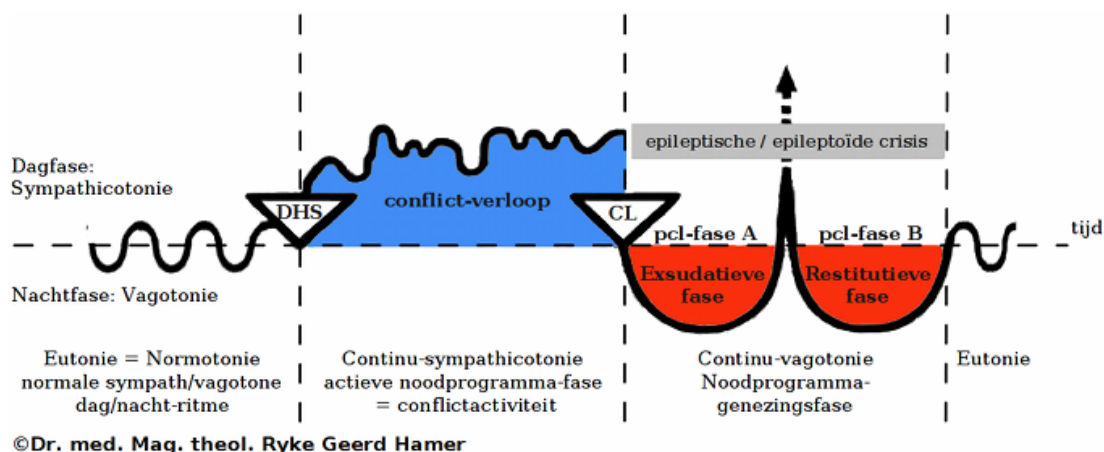 epileptische / epileptoïde crisis
Dagfase:
Sympathicotonie
DHS
conflict-verloop
CL
pcl-fase A
pcl-fase B
tijd
Exsudatieve
fase
Restitutieve
fase
Nachtfase: Vagotonie
Eutonie = Normotonie
normale sympath/vagotone
dag/nacht-ritme
Continu-sympathicotonie
actieve noodprogramma-fase
= conflictactiviteit
Continu-vagotonie
Noodprogramma-
genezingsfase
Eutonie
©Dr. med. Mag. theol. Ryke Geerd Hamer